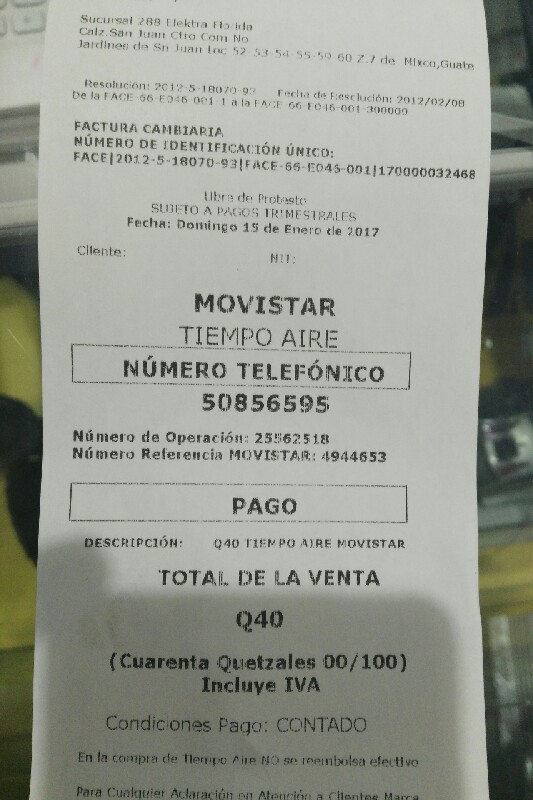 Sucursal 288 Elektra Florida
Calz.San Juan Ctro Com No
Jardines de Sn Juan Loc 52-53-54-55-59 60 Z.7 de Mixco,Guate
Resolución: 2012-5-18070-93 Fecha de Resolución: 2012/02/08
De la FACE-66-E046-001-1 a la FACE-66-E046-001-300000
FACTURA CAMBIARIA
NÚMERO DE IDENTIFICACIÓN ÚNICO:
FACE|2012-5-18070-93|FACE-66-E046-001|170000032468
Libra de Protesto
SUJETO A PAGOS TRIMESTRALES
Fecha: Domingo 15 de Enero de 2017
Cliente: NIT:
MOVISTAR
TIEMPO AIRE
NÚMERO TELEFÓNICO
50856595
Número de Operación: 25562518
Número Referencia MOVISTAR: 4944653
PAGO
DESCRIPCIÓN: Q40 TIEMPO AIRE MOVISTAR
TOTAL DE LA VENTA
Q40
(Cuarenta Quetzales 00/100)
Incluye IVA
Condiciones Pago: CONTADO
En la compra de Tiempo Aire NO se reembolsa efectivo
Para Cualquier Aclaración en Atención a Clientes Marca